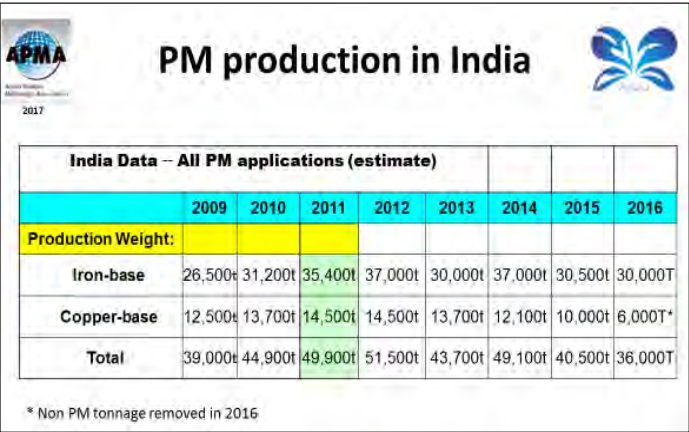 APMA
2017
PM production in India
India Data -- All PM applications (estimate)
2009 2010 2011 2012 2013 2014 2015 2016
Production Weight:
Iron-base 26,500t 31,200t 35,400t 37,000t 30,000t 37,000t 30,500t 30,000T
Copper-base 12,500t 13,700t 14,500t 14,500t 13,700t 12,100t 10,000t 6,000T*
Total 39,000t 44,900t 49,900t 51,500t 43,700t 49,100t 40,500t 36,000T
* Non PM tonnage removed in 2016